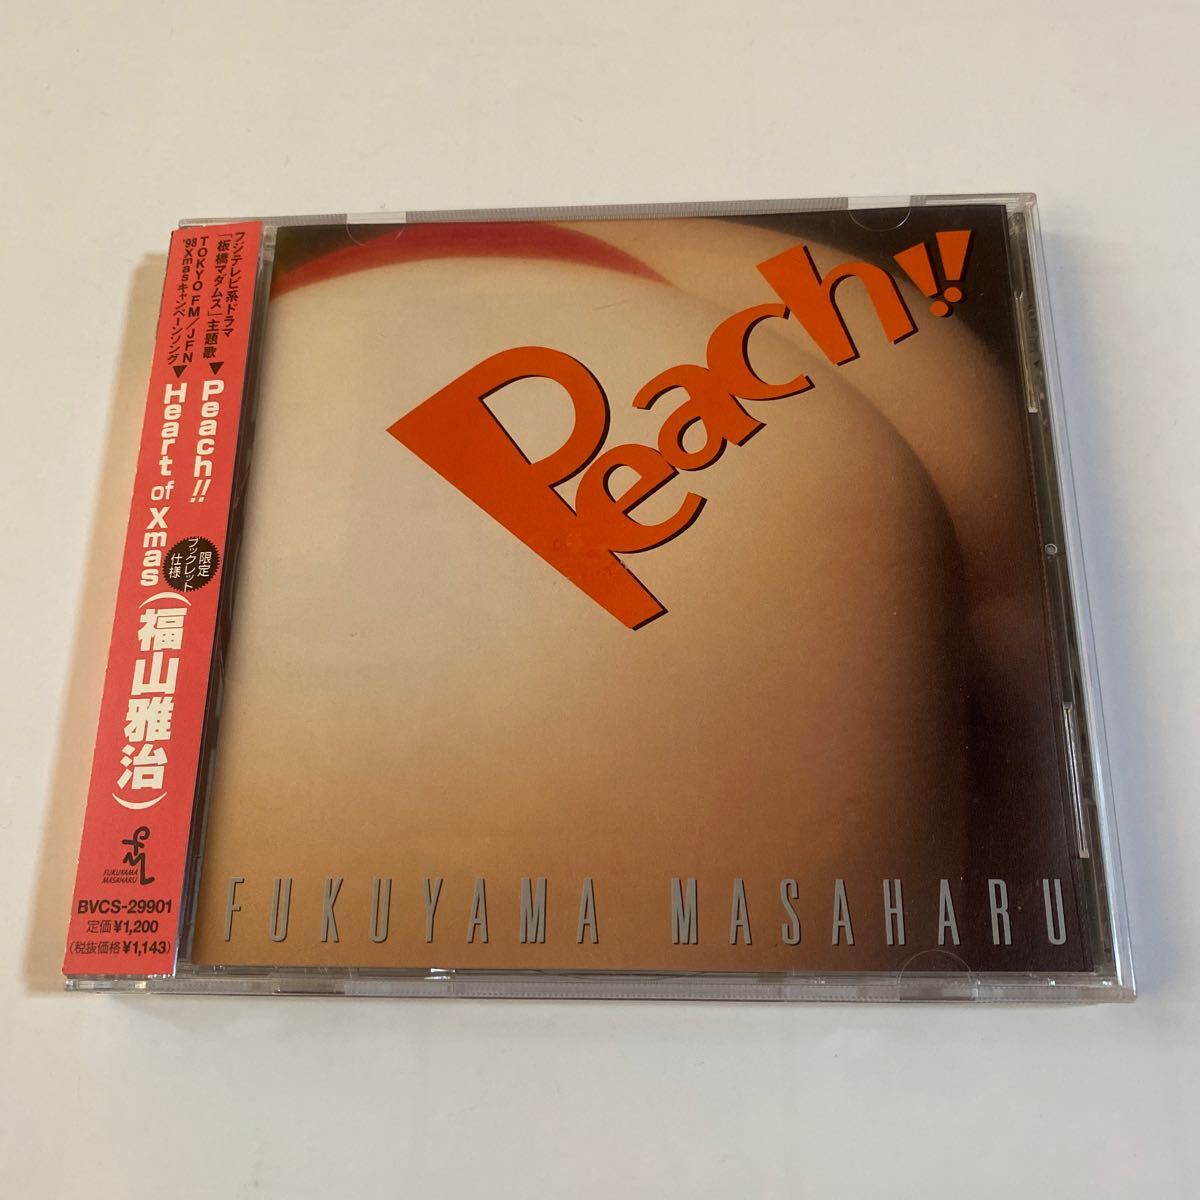 フジテレビ系ドラマ
「板橋マダムス」主題歌▼Peach!!
TOKYO FM/JFN
'98 Xmasキャンペーンソング▼Heart of Xmas
限定
ブックレット
仕様
(福山雅治)
FUKUYAMA
MASAHARU
BVCS-29901
定価¥1,200
(税抜価格¥1,143)
Peach!!
FUKUYAMA MASAHARU